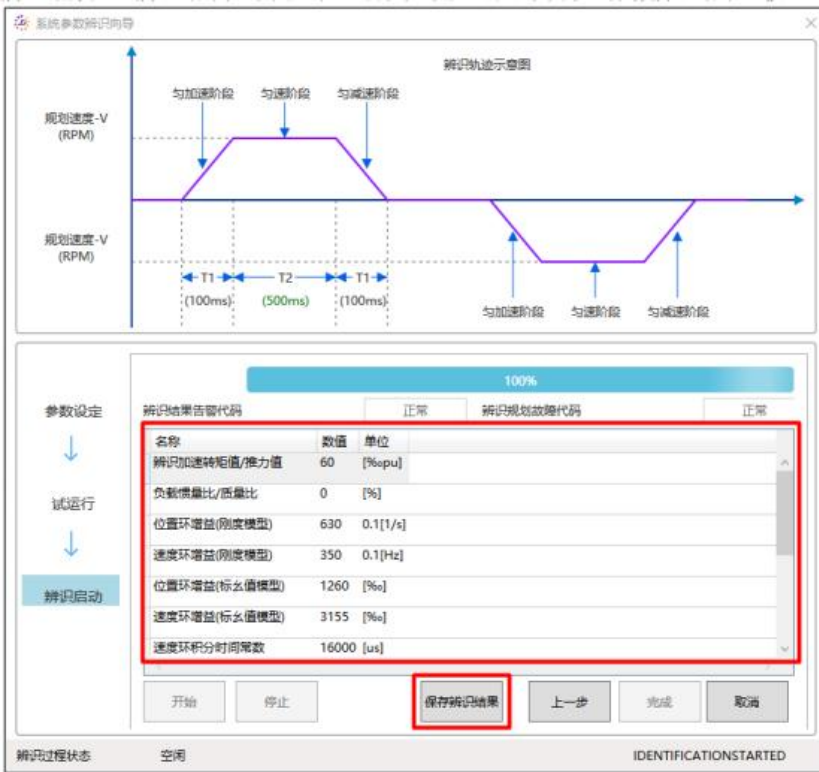 系统参数辨识向导
辨识轨迹示意图
匀加速阶段 匀速阶段 匀减速阶段
规划速度-V
(RPM)
规划速度-V
(RPM)
T1 T2 T1
(100ms) (500ms) (100ms)
匀加速阶段 匀速阶段 匀减速阶段
100%
参数设定
试运行
辨识启动
辨识结果告警代码 正常 辨识规划故障代码 正常
名称 数值 单位
辨识加速转矩值/推力值 60 [‰pu]
负载惯量比/质量比 0 [%]
位置环增益(刚度模型) 630 0.1[1/s]
速度环增益(刚度模型) 350 0.1[Hz]
位置环增益(标幺值模型) 1260 [‰]
速度环增益(标幺值模型) 3155 [‰]
速度环积分时间常数 16000 [us]
开始 停止 保存辨识结果 上一步 完成 取消
辨识过程状态 空闲 IDENTIFICATIONSTARTED